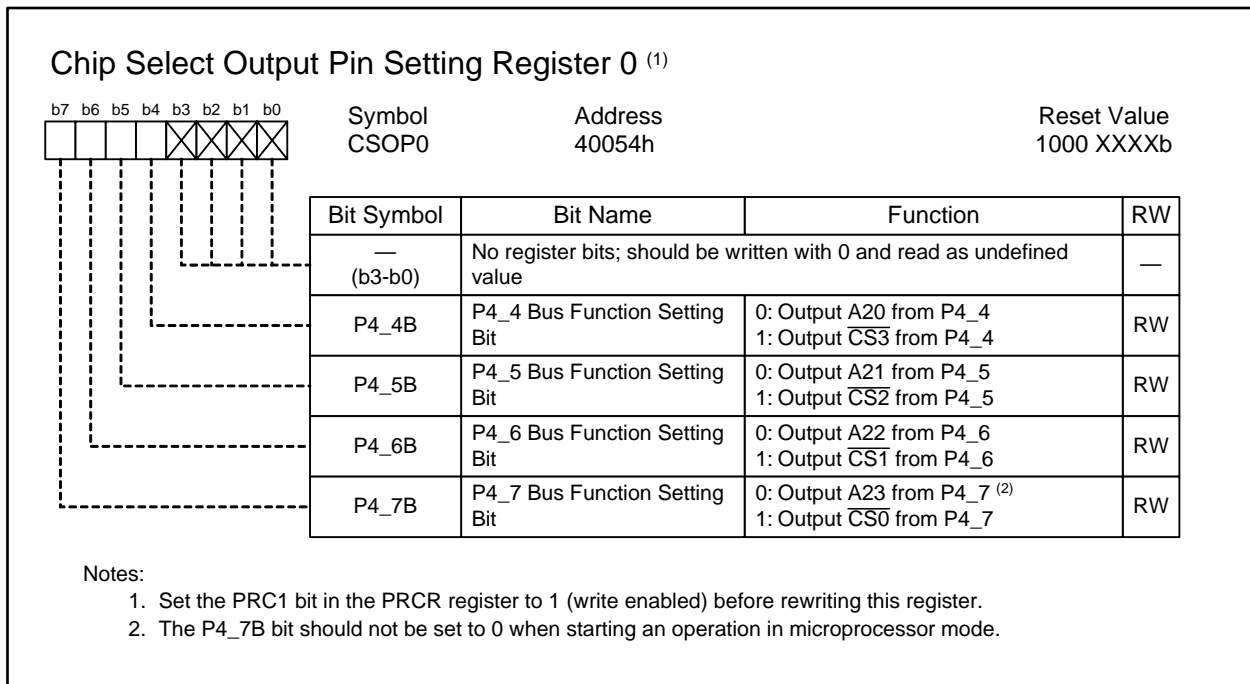 Chip Select Output Pin Setting Register 0 (1)
b7 b6 b5 b4 b3 b2 b1 b0
Symbol Address Reset Value
CSOP0 40054h 1000 XXXXb
Bit Symbol Bit Name Function RW
—
(b3-b0)
No register bits; should be written with 0 and read as undefined
value
—
P4_4B
P4_4 Bus Function Setting
Bit
0: Output A20 from P4_4
1: Output C̅S̅3̅ from P4_4
RW
P4_5B
P4_5 Bus Function Setting
Bit
0: Output A21 from P4_5
1: Output C̅S̅2̅ from P4_5
RW
P4_6B
P4_6 Bus Function Setting
Bit
0: Output A22 from P4_6
1: Output C̅S̅1̅ from P4_6
RW
P4_7B
P4_7 Bus Function Setting
Bit
0: Output A23 from P4_7 (2)
1: Output C̅S̅0̅ from P4_7
RW
Notes:
1. Set the PRC1 bit in the PRCR register to 1 (write enabled) before rewriting this register.
2. The P4_7B bit should not be set to 0 when starting an operation in microprocessor mode.